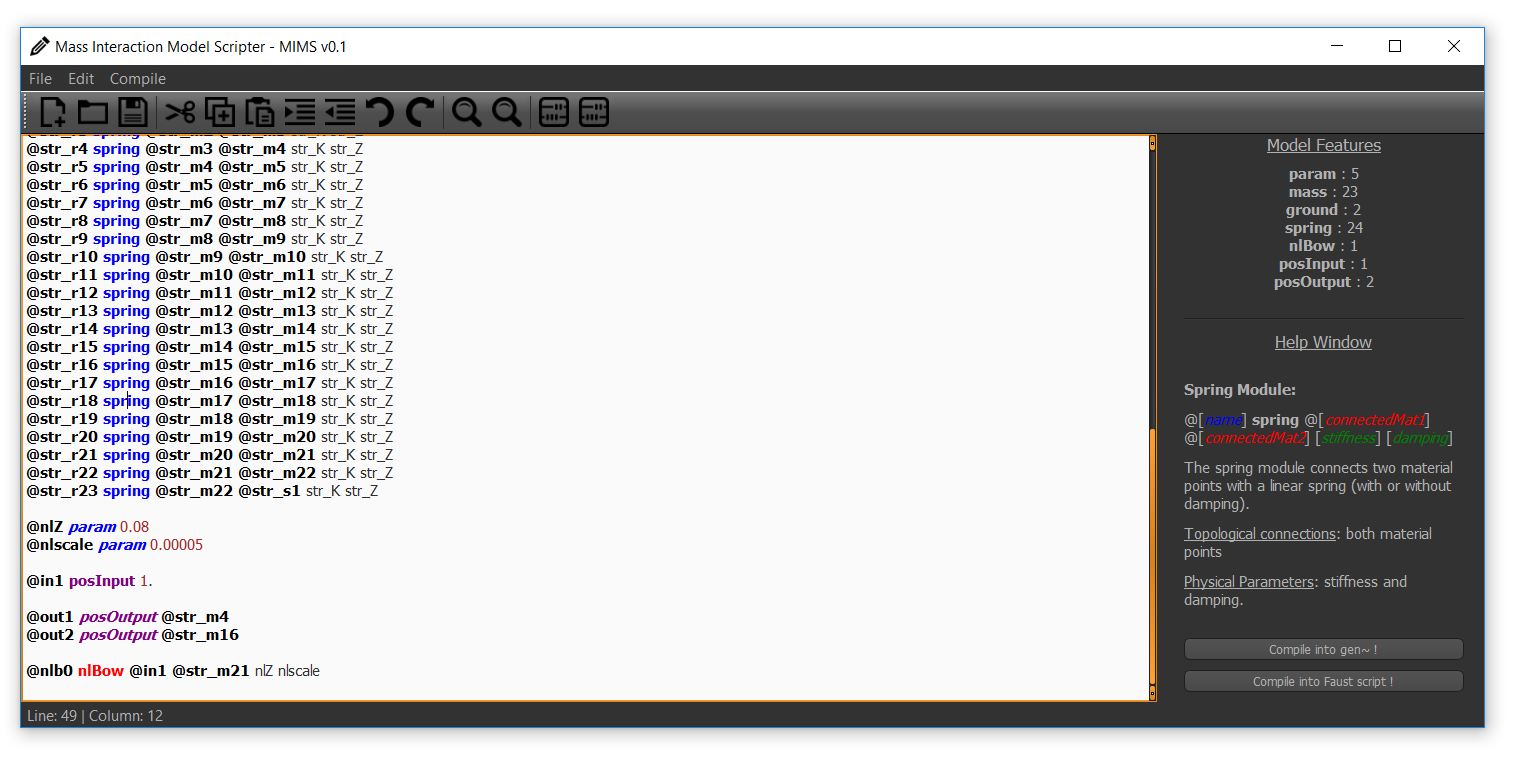 Mass Interaction Model Scripter - MIMS v0.1
File Edit Compile
@str_r4 spring @str_m3 @str_m4 str_K str_Z
@str_r5 spring @str_m4 @str_m5 str_K str_Z
@str_r6 spring @str_m5 @str_m6 str_K str_Z
@str_r7 spring @str_m6 @str_m7 str_K str_Z
@str_r8 spring @str_m7 @str_m8 str_K str_Z
@str_r9 spring @str_m8 @str_m9 str_K str_Z
@str_r10 spring @str_m9 @str_m10 str_K str_Z
@str_r11 spring @str_m10 @str_m11 str_K str_Z
@str_r12 spring @str_m11 @str_m12 str_K str_Z
@str_r13 spring @str_m12 @str_m13 str_K str_Z
@str_r14 spring @str_m13 @str_m14 str_K str_Z
@str_r15 spring @str_m14 @str_m15 str_K str_Z
@str_r16 spring @str_m15 @str_m16 str_K str_Z
@str_r17 spring @str_m16 @str_m17 str_K str_Z
@str_r18 spring @str_m17 @str_m18 str_K str_Z
@str_r19 spring @str_m18 @str_m19 str_K str_Z
@str_r20 spring @str_m19 @str_m20 str_K str_Z
@str_r21 spring @str_m20 @str_m21 str_K str_Z
@str_r22 spring @str_m21 @str_m22 str_K str_Z
@str_r23 spring @str_m22 @str_s1 str_K str_Z
@nlZ param 0.08
@nlscale param 0.00005
@in1 posInput 1.
@out1 posOutput @str_m4
@out2 posOutput @str_m16
@nlb0 nlBow @in1 @str_m21 nlZ nlscale
Model Features
param : 5
mass : 23
ground : 2
spring : 24
nlBow : 1
posInput : 1
posOutput : 2
Help Window
Spring Module:
@[name] spring @[connectedMat1]
@[connectedMat2] [stiffness] [damping]
The spring module connects two material
points with a linear spring (with or without
damping).
Topological connections: both material
points
Physical Parameters: stiffness and
damping.
Compile into gen~ !
Compile into Faust script !
Line: 49 | Column: 12